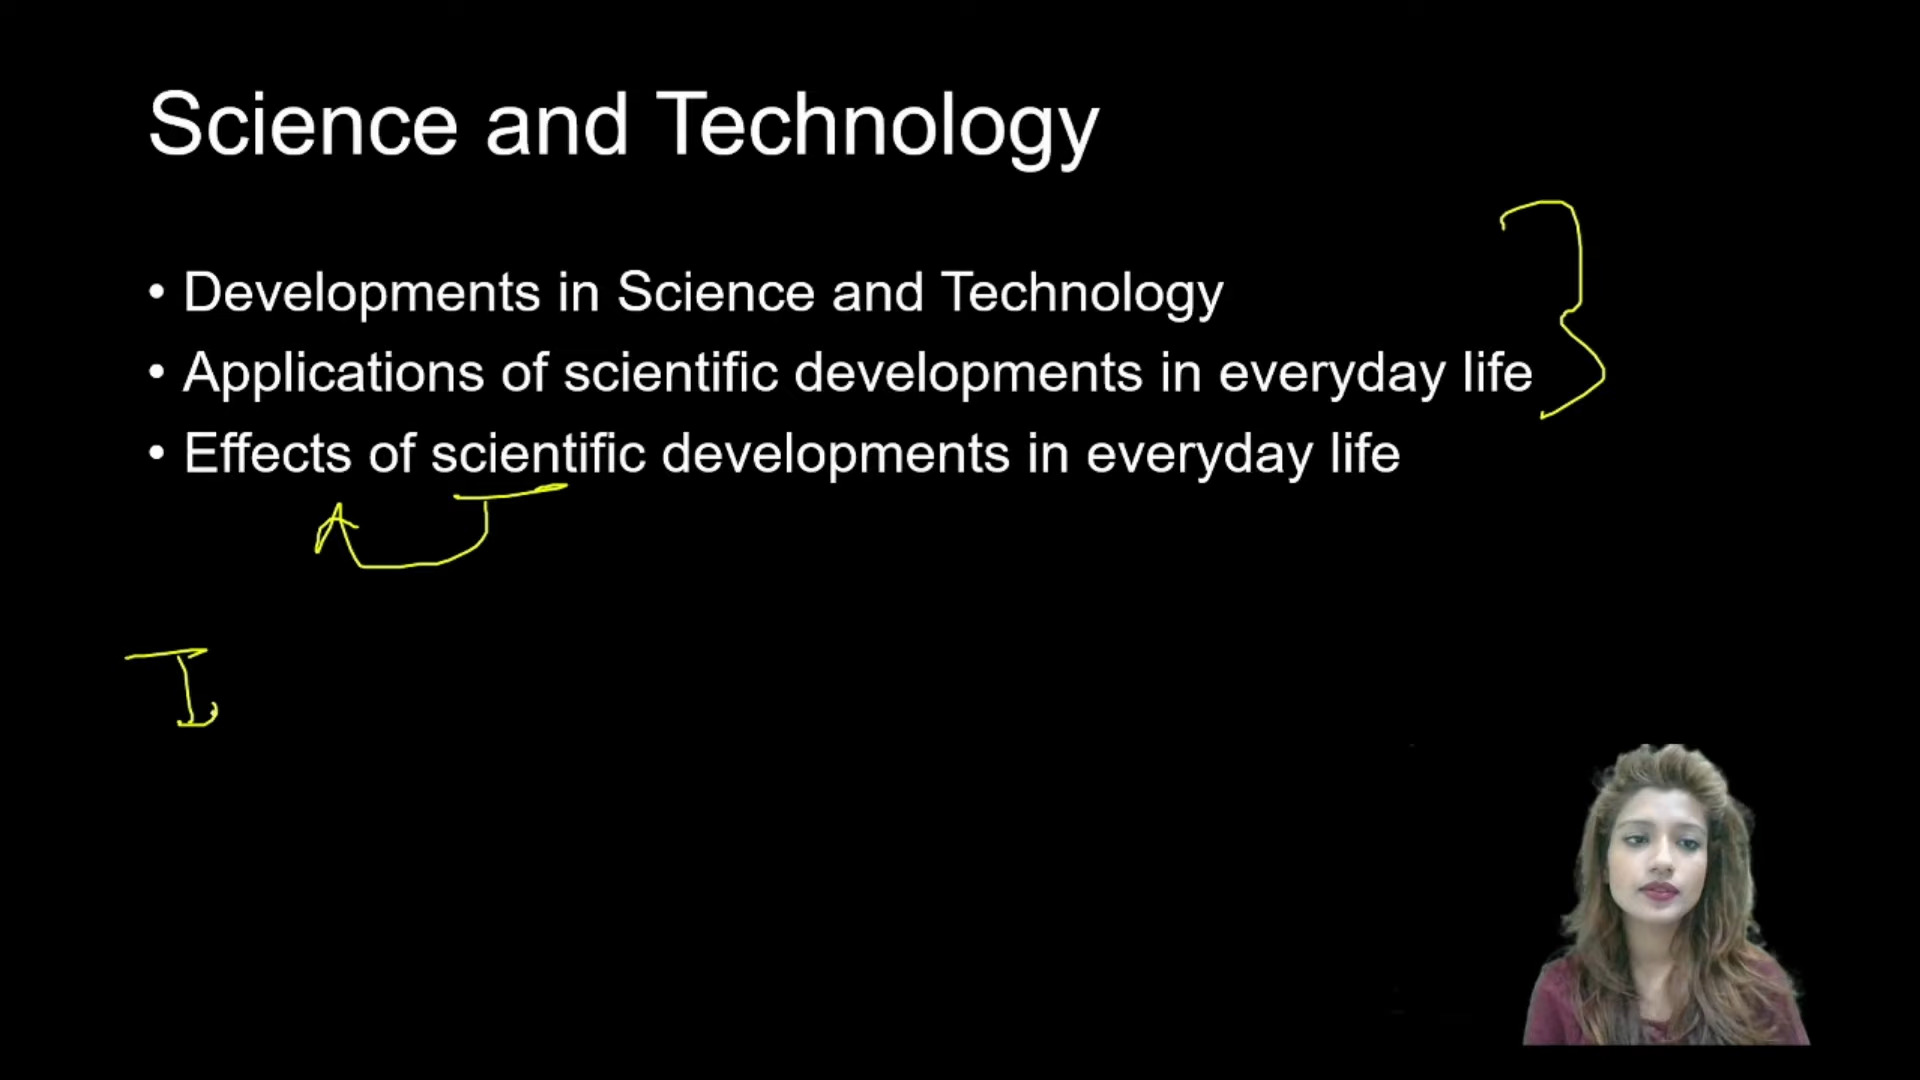 Science and Technology
• Developments in Science and Technology
• Applications of scientific developments in everyday life
• Effects of scientific developments in everyday life
I